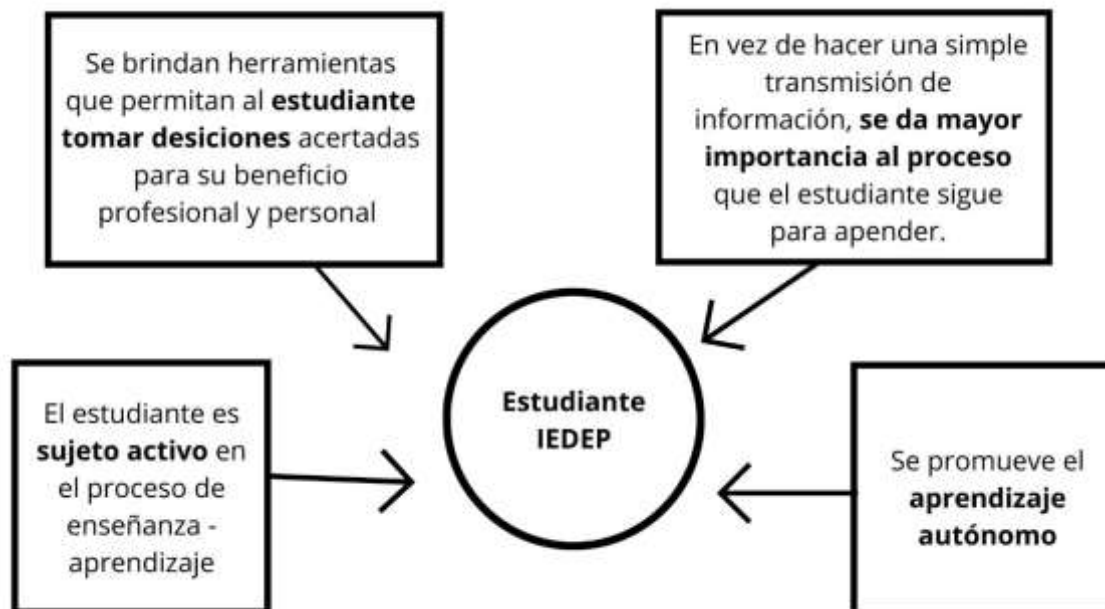 Se brindan herramientas
que permitan al estudiante
tomar desiciones acertadas
para su beneficio
profesional y personal
En vez de hacer una simple
transmisión de
información, se da mayor
importancia al proceso
que el estudiante sigue
para apender.
Estudiante
IEDEP
El estudiante es
sujeto activo en
el proceso de
enseñanza -
aprendizaje
Se promueve el
aprendizaje
autónomo